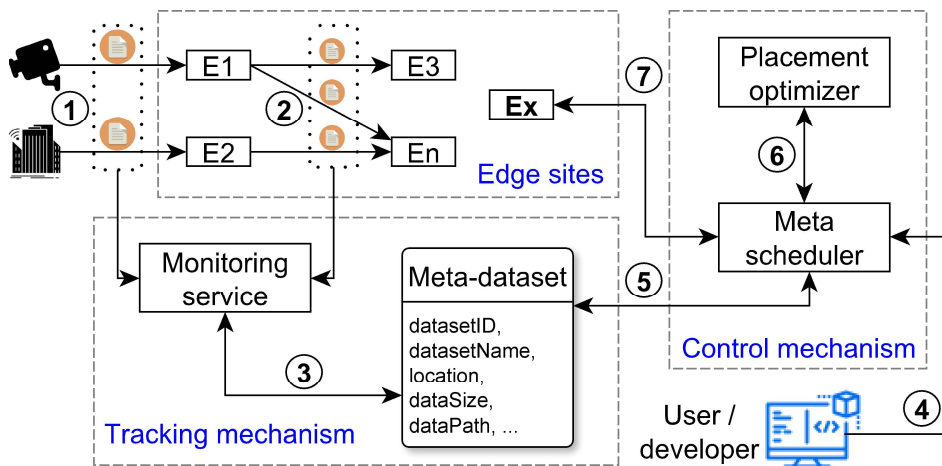 1
E1
2
E3
E2
En
Ex
Edge sites
7
Placement
optimizer
6
Meta
scheduler
Control mechanism
Monitoring
service
3
Tracking mechanism
Meta-dataset
datasetID,
datasetName,
location,
dataSize,
dataPath, ...
5
User /
developer
4